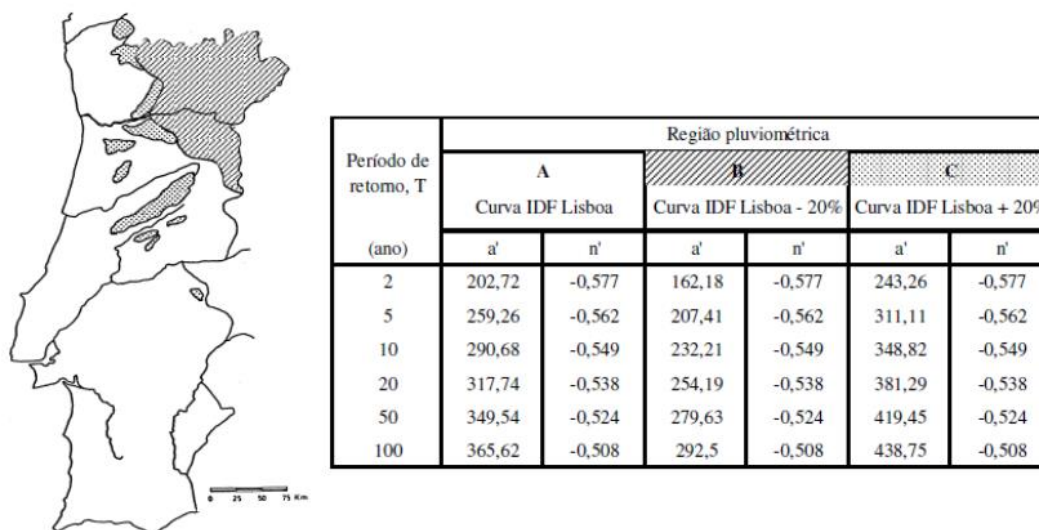 Região pluviométrica
Período de retorno, T
A
B
C
Curva IDF Lisboa
Curva IDF Lisboa - 20%
Curva IDF Lisboa + 20%
(ano)
a' n' a' n' a' n'
2 202,72 -0,577 162,18 -0,577 243,26 -0,577
5 259,26 -0,562 207,41 -0,562 311,11 -0,562
10 290,68 -0,549 232,21 -0,549 348,82 -0,549
20 317,74 -0,538 254,19 -0,538 381,29 -0,538
50 349,54 -0,524 279,63 -0,524 419,45 -0,524
100 365,62 -0,508 292,5 -0,508 438,75 -0,508
0 25 50 75 Km